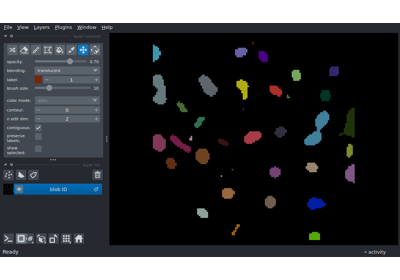 File View Layers Plugins Window Help
opacity: 0.70
blending: translucent
label: 1
brush size: 10
color mode:
contour: 0
n edit dim: 2
contiguous:
preserve
labels:
show
selected:
blob ID
Ready
activity